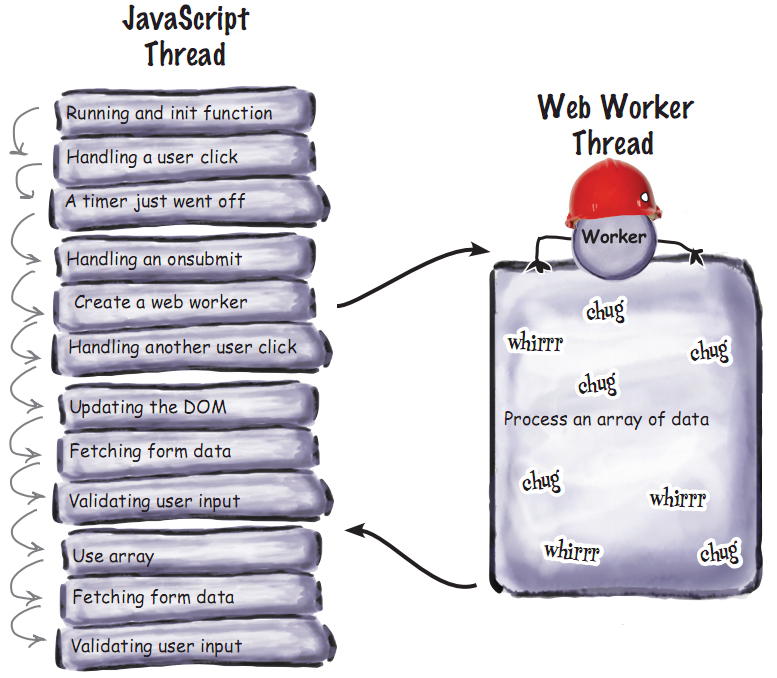 JavaScript
Thread
Running and init function
Handling a user click
A timer just went off
Handling an onsubmit
Create a web worker
Handling another user click
Updating the DOM
Fetching form data
Validating user input
Use array
Fetching form data
Validating user input
Web Worker
Thread
Worker
chug
whirrr
chug
chug
Process an array of data
chug
whirrr
whirrr
chug